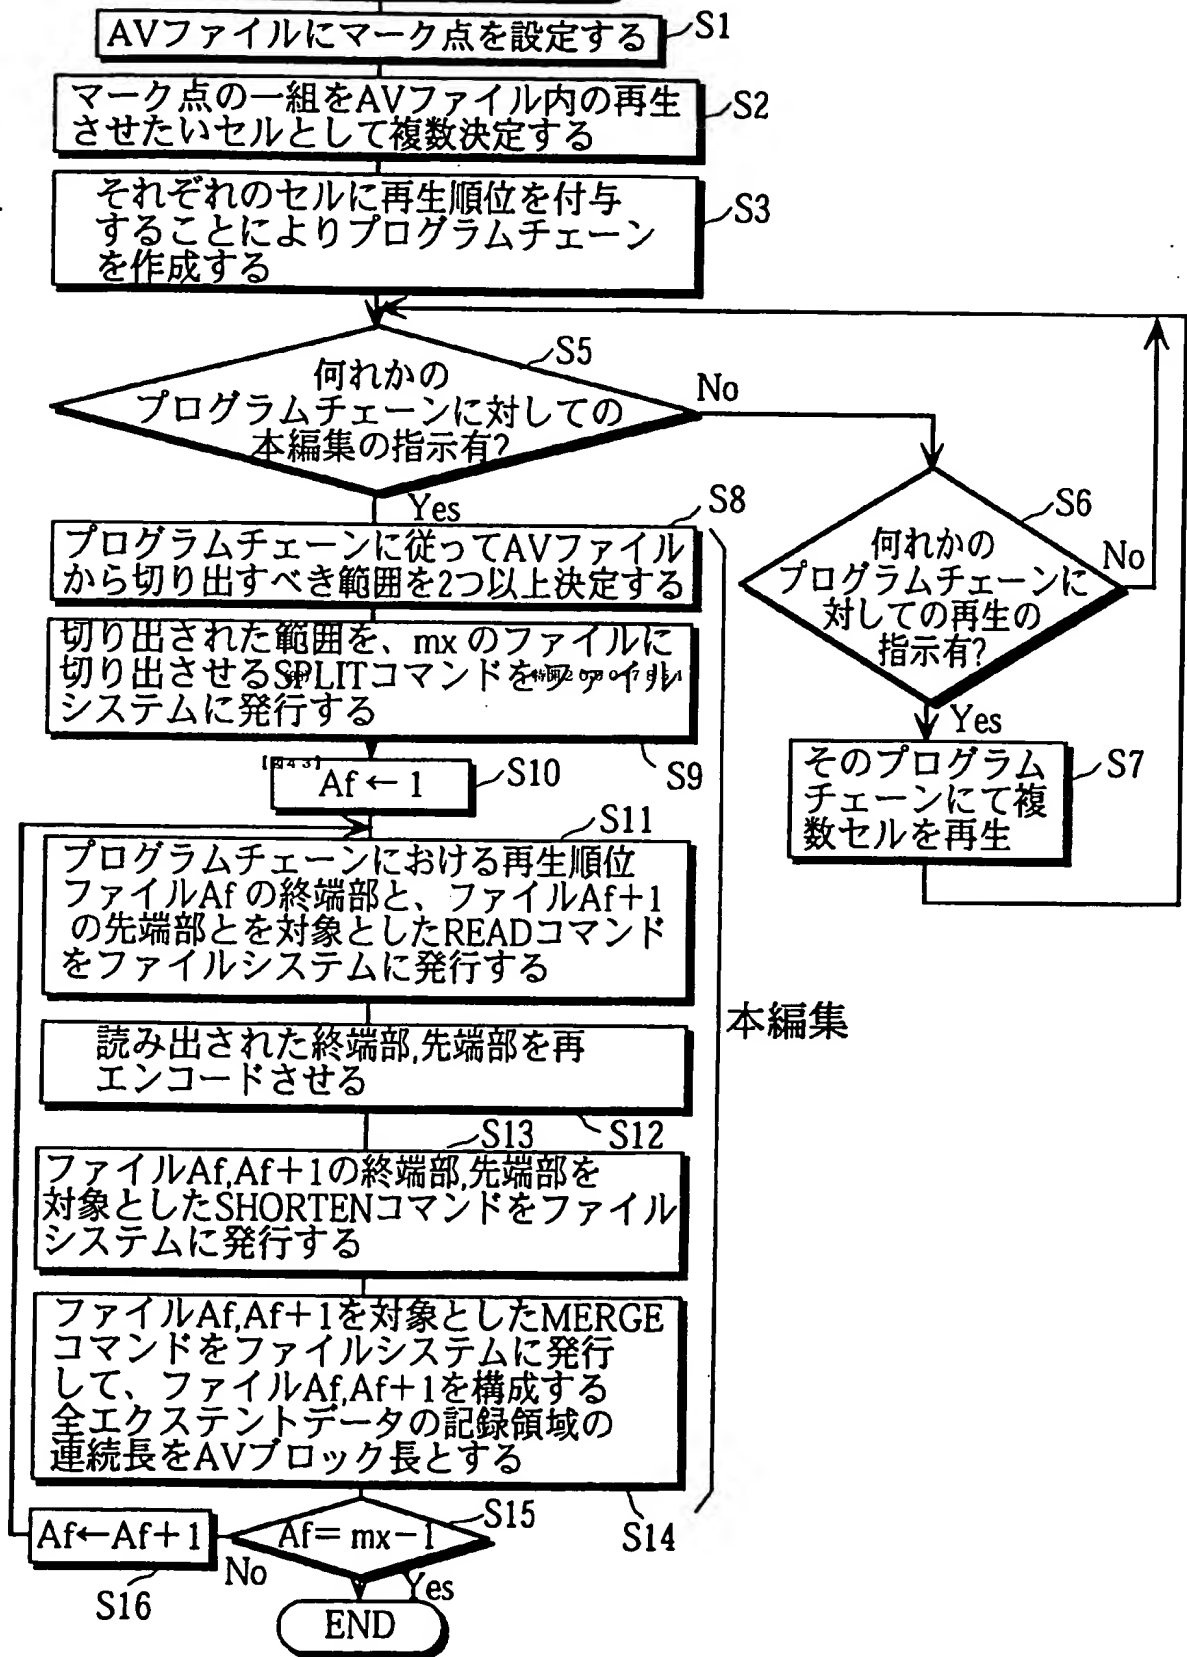 AVファイルにマーク点を設定する
S1
マーク点の一組をAVファイル内の再生
させたいセルとして複数決定する
S2
それぞれのセルに再生順位を付与
することによりプログラムチェーン
を作成する
S3
S5
何れかの
プログラムチェーンに対しての
本編集の指示有?
No
Yes
S6
何れかの
プログラムチェーンに
対しての再生の
指示有?
No
Yes
そのプログラム
チェーンにて複
数セルを再生
S7
S8
プログラムチェーンに従ってAVファイル
から切り出すべき範囲を2つ以上決定する
切り出された範囲を、mxのファイルに
切り出させるSPLITコマンドをファイル
システムに発行する
S9
【図43】
Af←1
S10
S11
プログラムチェーンにおける再生順位
ファイルAfの終端部と、ファイルAf+1
の先端部とを対象としたREADコマンド
をファイルシステムに発行する
本編集
読み出された終端部,先端部を再
エンコードさせる
S12
S13
ファイルAf,Af+1の終端部,先端部を
対象としたSHORTENコマンドをファイル
システムに発行する
ファイルAf,Af+1を対象としたMERGE
コマンドをファイルシステムに発行
して、ファイルAf,Af+1を構成する
全エクステントデータの記録領域の
連続長をAVブロック長とする
S14
S15
Af=mx-1
Af←Af+1
No
Yes
S16
END